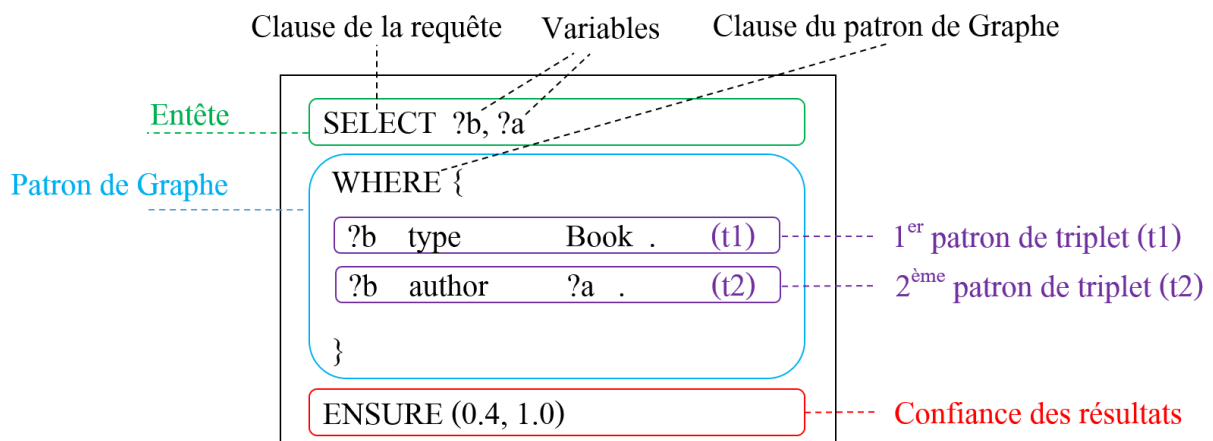 Clause de la requête Variables Clause du patron de Graphe
Entête
SELECT ?b, ?a
Patron de Graphe
WHERE {
?b type Book . (t1)
1er patron de triplet (t1)
?b author ?a . (t2)
2ème patron de triplet (t2)
}
ENSURE (0.4, 1.0)
Confiance des résultats